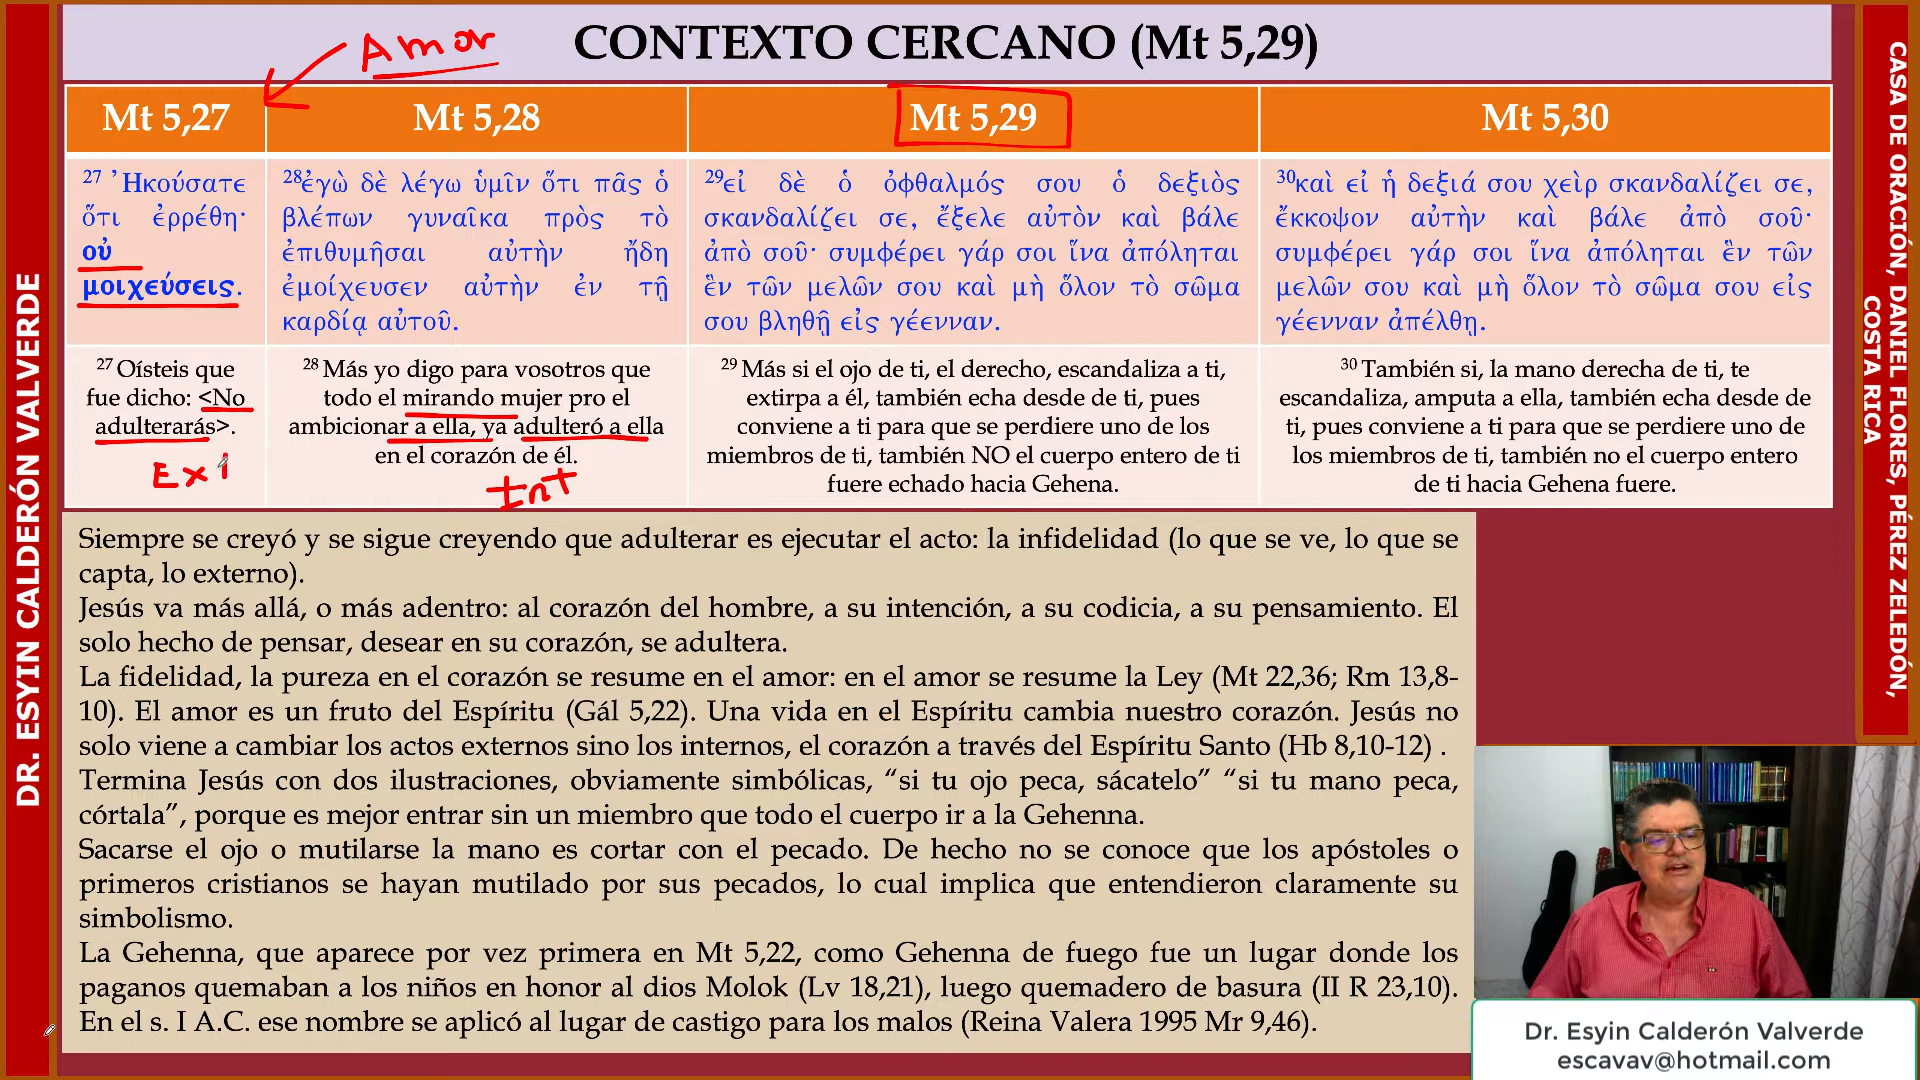 CONTEXTO CERCANO (Mt 5,29)
Amor
Mt 5,27
Mt 5,28
Mt 5,29
Mt 5,30
27 Ἠκούσατε
ὅτι ἐρρέθη·
οὐ
μοιχεύσεις.
28ἐγὼ δὲ λέγω ὑμῖν ὅτι πᾶς ὁ
βλέπων γυναῖκα πρὸς τὸ
ἐπιθυμῆσαι αὐτὴν ἤδη
ἐμοίχευσεν αὐτὴν ἐν τῇ
καρδίᾳ αὐτοῦ.
29εἰ δὲ ὁ ὀφθαλμός σου ὁ δεξιὸς
σκανδαλίζει σε, ἔξελε αὐτὸν καὶ βάλε
ἀπὸ σοῦ· συμφέρει γάρ σοι ἵνα ἀπόληται
ἓν τῶν μελῶν σου καὶ μὴ ὅλον τὸ σῶμα
σου βληθῇ εἰς γέενναν.
30καὶ εἰ ἡ δεξιά σου χεὶρ σκανδαλίζει σε,
ἔκκοψον αὐτὴν καὶ βάλε ἀπὸ σοῦ·
συμφέρει γάρ σοι ἵνα ἀπόληται ἓν τῶν
μελῶν σου καὶ μὴ ὅλον τὸ σῶμα σου εἰς
γέενναν ἀπέλθῃ.
27 Oísteis que
fue dicho: <No
adulterarás>.
Ext
28 Más yo digo para vosotros que
todo el mirando mujer pro el
ambicionar a ella, ya adulteró a ella
en el corazón de él.
Int
29 Más si el ojo de ti, el derecho, escandaliza a ti,
extirpa a él, también echa desde de ti, pues
conviene a ti para que se perdiere uno de los
miembros de ti, también NO el cuerpo entero de ti
fuere echado hacia Gehena.
30 También si, la mano derecha de ti, te
escandaliza, amputa a ella, también echa desde de
ti, pues conviene a ti para que se perdiere uno de
los miembros de ti, también no el cuerpo entero
de ti hacia Gehena fuere.
Siempre se creyó y se sigue creyendo que adulterar es ejecutar el acto: la infidelidad (lo que se ve, lo que se
capta, lo externo).
Jesús va más allá, o más adentro: al corazón del hombre, a su intención, a su codicia, a su pensamiento. El
solo hecho de pensar, desear en su corazón, se adultera.
La fidelidad, la pureza en el corazón se resume en el amor: en el amor se resume la Ley (Mt 22,36; Rm 13,8-
10). El amor es un fruto del Espíritu (Gál 5,22). Una vida en el Espíritu cambia nuestro corazón. Jesús no
solo viene a cambiar los actos externos sino los internos, el corazón a través del Espíritu Santo (Hb 8,10-12) .
Termina Jesús con dos ilustraciones, obviamente simbólicas, “si tu ojo peca, sácatelo” “si tu mano peca,
córtala”, porque es mejor entrar sin un miembro que todo el cuerpo ir a la Gehenna.
Sacarse el ojo o mutilarse la mano es cortar con el pecado. De hecho no se conoce que los apóstoles o
primeros cristianos se hayan mutilado por sus pecados, lo cual implica que entendieron claramente su
simbolismo.
La Gehenna, que aparece por vez primera en Mt 5,22, como Gehenna de fuego fue un lugar donde los
paganos quemaban a los niños en honor al dios Molok (Lv 18,21), luego quemadero de basura (II R 23,10).
En el s. I A.C. ese nombre se aplicó al lugar de castigo para los malos (Reina Valera 1995 Mr 9,46).
DR. ESYIN CALDERÓN VALVERDE
CASA DE ORACIÓN, DANIEL FLORES, PÉREZ ZELEDÓN,
COSTA RICA
Dr. Esyin Calderón Valverde
escavav@hotmail.com